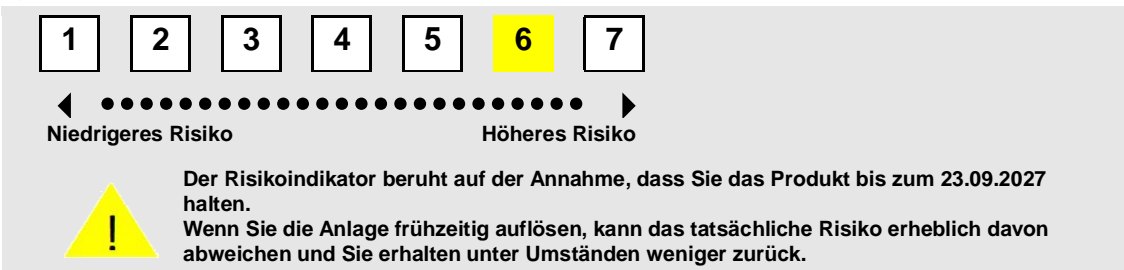 1 2 3 4 5 6 7
Niedrigeres Risiko Höheres Risiko
Der Risikoindikator beruht auf der Annahme, dass Sie das Produkt bis zum 23.09.2027
halten.
Wenn Sie die Anlage frühzeitig auflösen, kann das tatsächliche Risiko erheblich davon
abweichen und Sie erhalten unter Umständen weniger zurück.
!